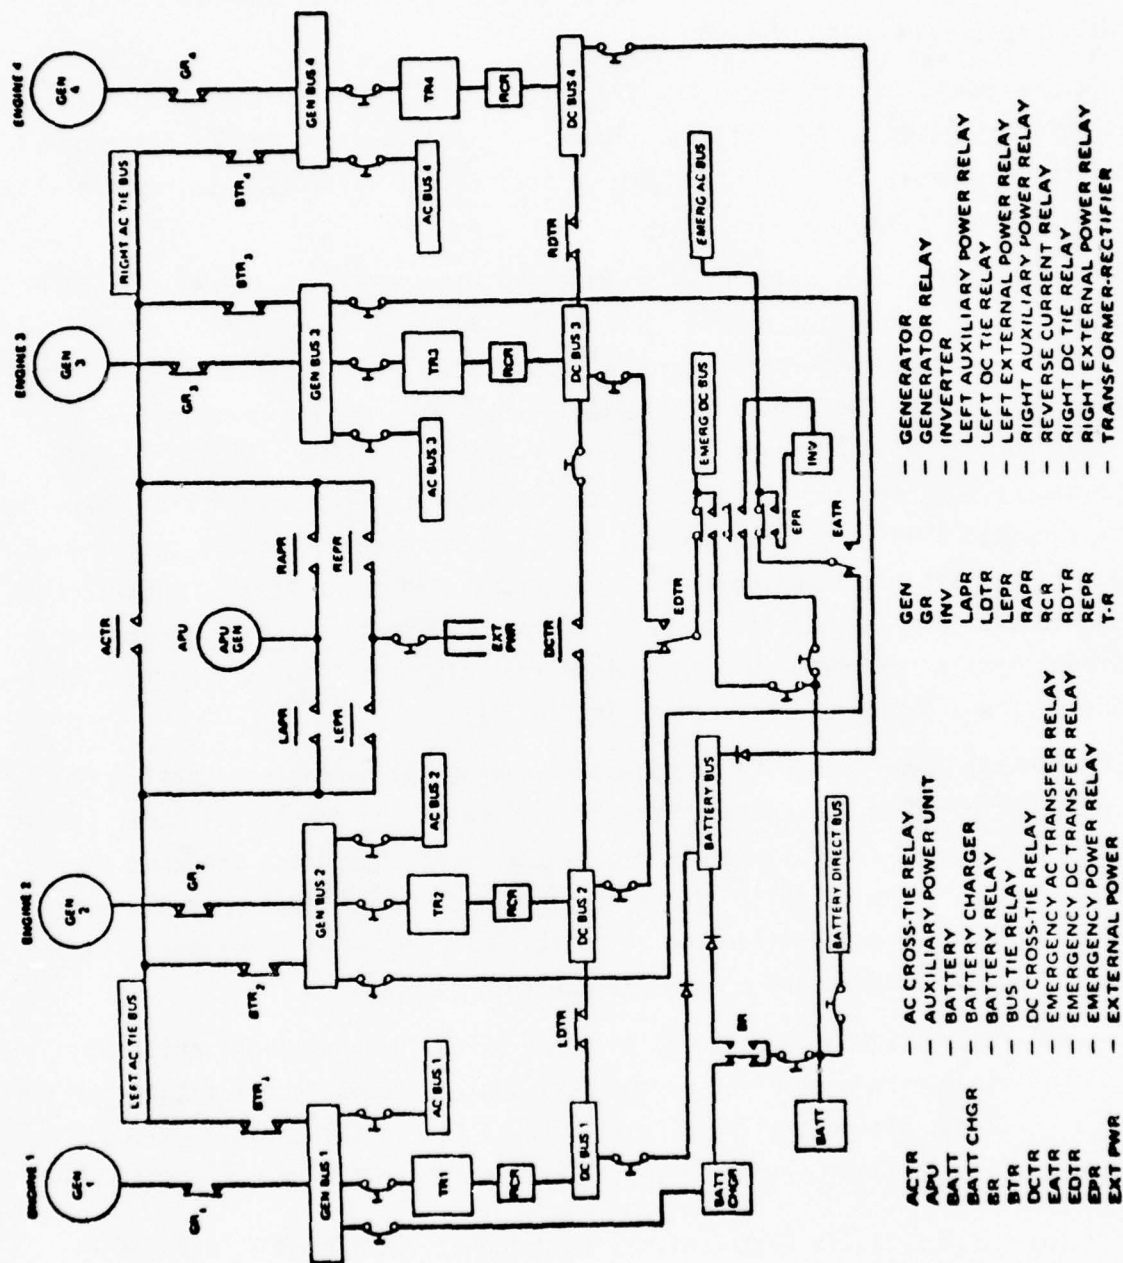 ENGINE 1
GEN 1
GR1
ENGINE 2
GEN 2
GR2
ENGINE 3
GEN 3
GR3
ENGINE 4
GEN 4
GR4
LEFT AC TIE BUS
ACTR
RIGHT AC TIE BUS
BTR1
BTR2
BTR3
BTR4
APU
APU GEN
LAPR
RAPR
LEPR
REPR
EXT PWR
GEN BUS 1
GEN BUS 2
GEN BUS 3
GEN BUS 4
TR1
AC BUS 1
TR2
AC BUS 2
AC BUS 3
TR3
AC BUS 4
TR4
RCR
RCR
RCR
RCR
DC BUS 1
LDTR
DC BUS 2
DCTR
DC BUS 3
RDTR
DC BUS 4
EDTR
BATT CHGR
BR
BATTERY BUS
EMERG DC BUS
EMERG AC BUS
EPR
INV
EATR
BATT
BATTERY DIRECT BUS
ACTR – AC CROSS-TIE RELAY
APU – AUXILIARY POWER UNIT
BATT – BATTERY
BATT CHGR – BATTERY CHARGER
BR – BATTERY RELAY
BTR – BUS TIE RELAY
DCTR – DC CROSS-TIE RELAY
EATR – EMERGENCY AC TRANSFER RELAY
EDTR – EMERGENCY DC TRANSFER RELAY
EPR – EMERGENCY POWER RELAY
EXT PWR – EXTERNAL POWER
GEN – GENERATOR
GR – GENERATOR RELAY
INV – INVERTER
LAPR – LEFT AUXILIARY POWER RELAY
LDTR – LEFT DC TIE RELAY
LEPR – LEFT EXTERNAL POWER RELAY
RAPR – RIGHT AUXILIARY POWER RELAY
RCR – REVERSE CURRENT RELAY
RDTR – RIGHT DC TIE RELAY
REPR – RIGHT EXTERNAL POWER RELAY
T-R – TRANSFORMER-RECTIFIER